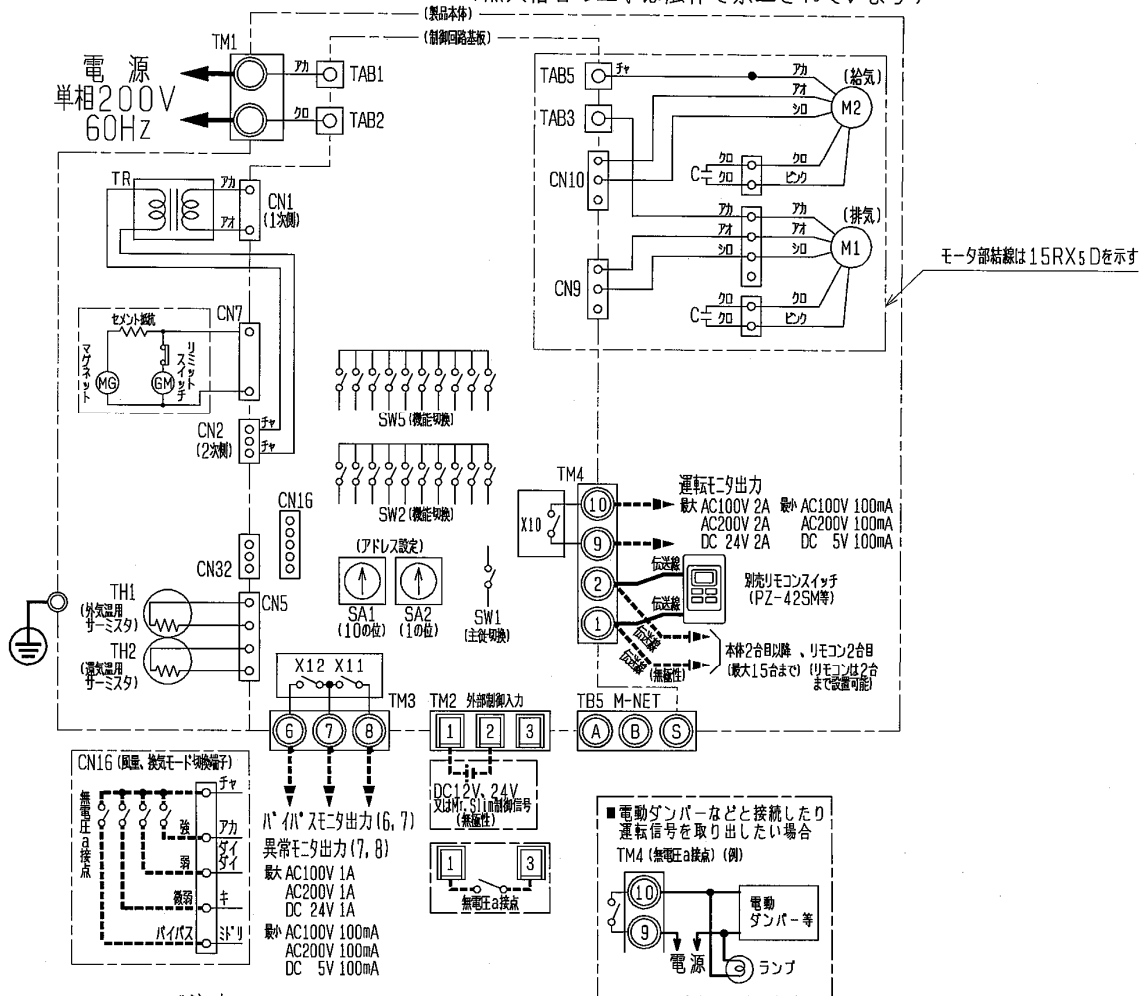 (製品本体)
(制御回路基板)
TM1
電 源
単相200V
60Hz
アカ
TAB1
クロ
TAB2
TAB5
チャ
アカ
(給気)
アオ
シロ
M2
TAB3
クロ
クロ
C
クロ
ピンク
CN10
アカ
アカ
(排気)
アオ
シロ
アオ
シロ
M1
CN9
クロ
クロ
C
クロ
ピンク
モータ部結線は15RX5Dを示す
TR
アカ
CN1
(1次側)
アオ
セメント抵抗
CN7
マグネット
MG
リミット
スイッチ
GM
CN2
(2次側)
チャ
チャ
SW5(機能切換)
SW2(機能切換)
CN16
(アドレス設定)
SA1
(10の位)
SA2
(1の位)
SW1
(主従切換)
CN32
TH1
(外気温用
サーミスタ)
CN5
TH2
(還気温用
サーミスタ)
TM4
X10
10
9
2
1
運転モニタ出力
最大 AC100V 2A
AC200V 2A
DC 24V 2A
最小 AC100V 100mA
AC200V 100mA
DC 5V 100mA
伝送線
別売リモコンスイッチ
(PZ-42SM等)
伝送線
伝送線
伝送線
(無極性)
本体2台目以降、リモコン2台目
(最大15台まで)
(リモコンは2台
まで設置可能)
X12 X11
TM3
6 7 8
TM2 外部制御入力
1 2 3
TB5 M-NET
A B S
バイパスモニタ出力(6,7)
異常モニタ出力(7,8)
最大 AC100V 1A
AC200V 1A
DC 24V 1A
最小 AC100V 100mA
AC200V 100mA
DC 5V 100mA
DC12V、24V
又はMr.Slim制御信号
(無極性)
1 3
無電圧a接点
CN16(風量、換気モード切換端子)
無電圧a接点
チャ
強
アカ
弱
ダイ
ダイ
微弱
キ
バイパス
ミドリ
■電動ダンパーなどと接続したり
運転信号を取り出したい場合
TM4(無電圧a接点)(例)
10
9
電動
ダンパー等
電源
ランプ